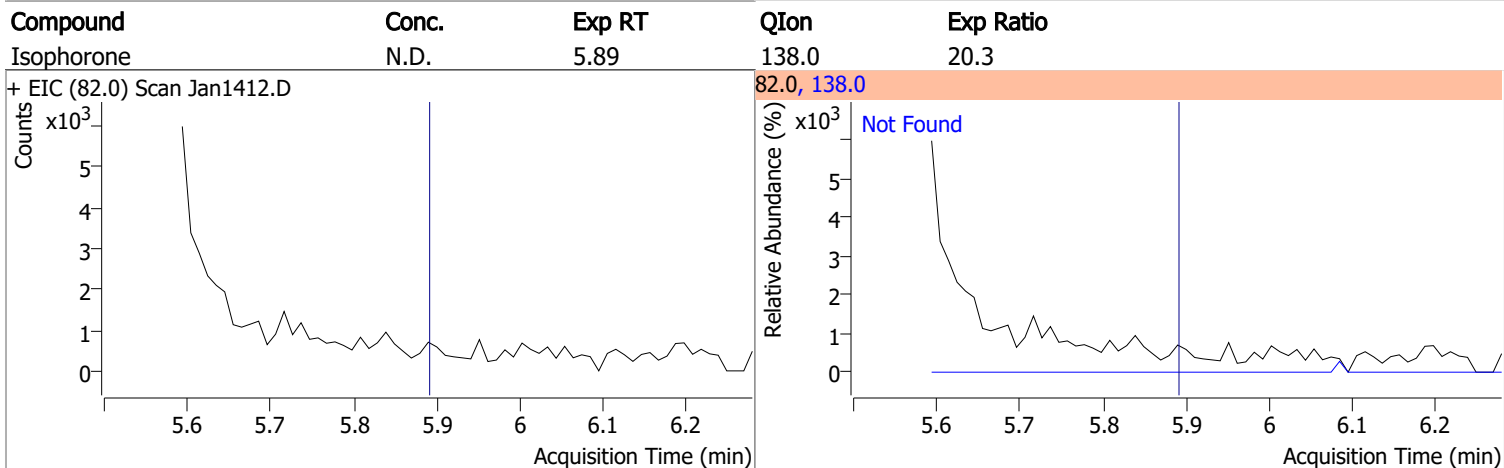 Compound Conc. Exp RT QIon Exp Ratio
Isophorone N.D. 5.89 138.0 20.3
+ EIC (82.0) Scan Jan1412.D
Counts
x10³
5
4
3
2
1
0
5.6 5.7 5.8 5.9 6 6.1 6.2
Acquisition Time (min)
82.0, 138.0
Relative Abundance (%)
x10³
Not Found
5
4
3
2
1
0
5.6 5.7 5.8 5.9 6 6.1 6.2
Acquisition Time (min)